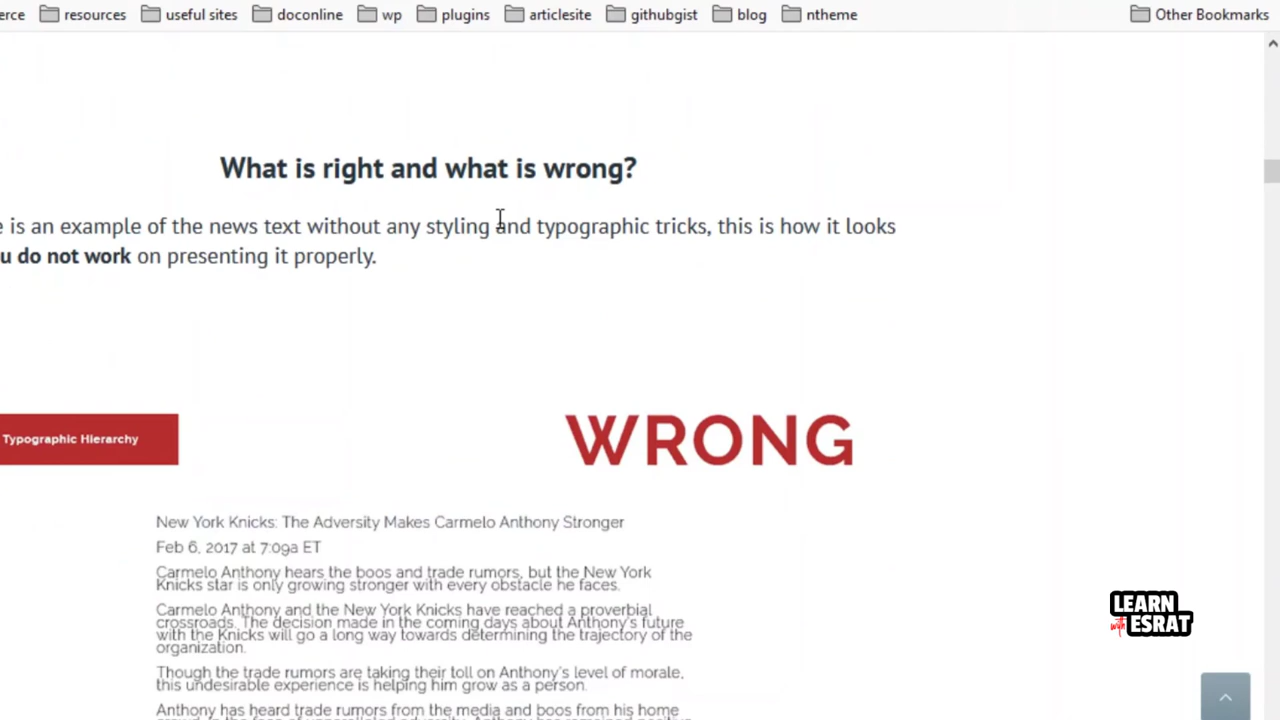 erce resources useful sites doconline wp plugins articlesite githubgist blog ntheme Other Bookmarks
What is right and what is wrong?
e is an example of the news text without any styling and typographic tricks, this is how it looks
u do not work on presenting it properly.
Typographic Hierarchy
WRONG
New York Knicks: The Adversity Makes Carmelo Anthony Stronger
Feb 6, 2017 at 7:09a ET
Carmelo Anthony hears the boos and trade rumors, but the New York
Knicks star is only growing stronger with every obstacle he faces.
Carmelo Anthony and the New York Knicks have reached a proverbial
crossroads. The decision made in the coming days about Anthony's future
with the Knicks will go a long way towards determining the trajectory of the
organization.
Though the trade rumors are taking their toll on Anthony's level of morale,
this undesirable experience is helping him grow as a person.
Anthony has heard trade rumors from the media and boos from his home
LEARN
with ESRAT